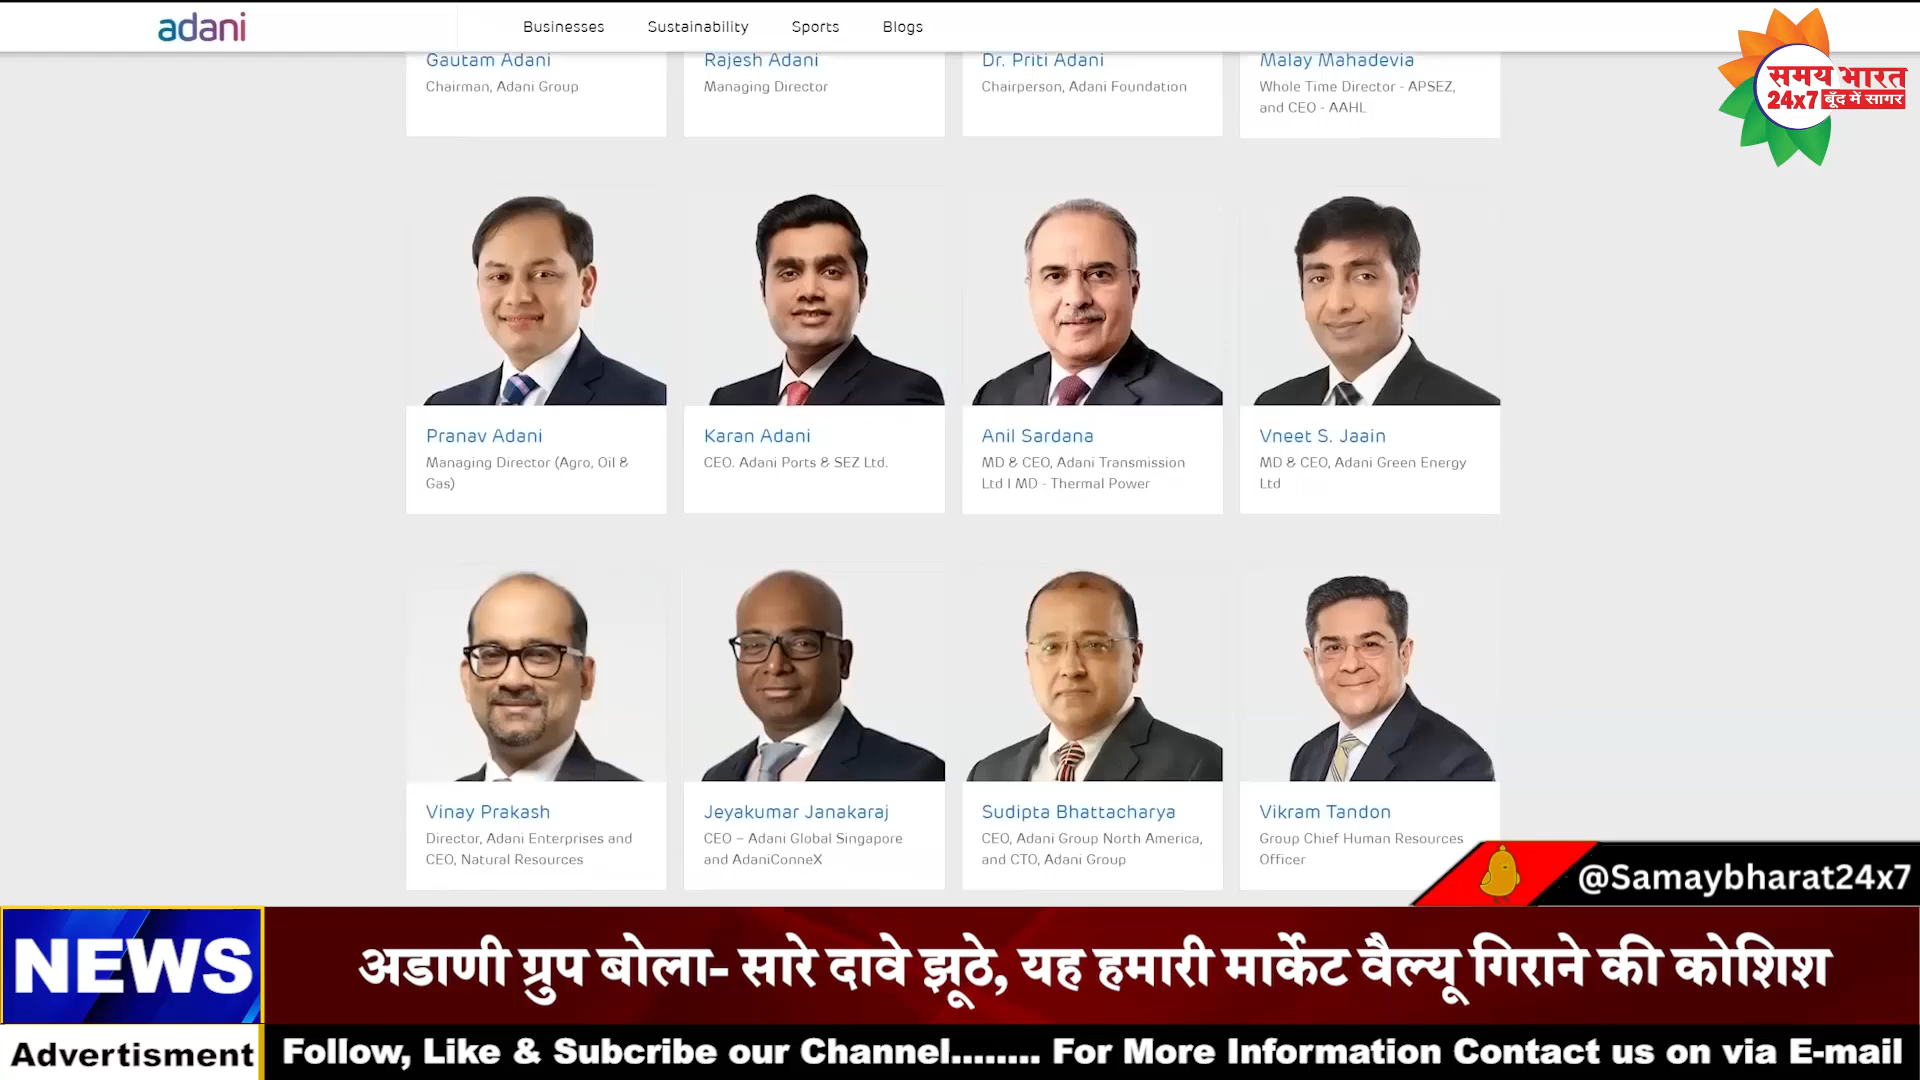 adani
Businesses Sustainability Sports Blogs
समय भारत
24x7 बूँद में सागर
Gautam Adani
Chairman, Adani Group
Rajesh Adani
Managing Director
Dr. Priti Adani
Chairperson, Adani Foundation
Malay Mahadevia
Whole Time Director - APSEZ,
and CEO - AAHL
Pranav Adani
Managing Director (Agro, Oil &
Gas)
Karan Adani
CEO. Adani Ports & SEZ Ltd.
Anil Sardana
MD & CEO, Adani Transmission
Ltd I MD - Thermal Power
Vneet S. Jaain
MD & CEO, Adani Green Energy
Ltd
Vinay Prakash
Director, Adani Enterprises and
CEO, Natural Resources
Jeyakumar Janakaraj
CEO – Adani Global Singapore
and AdaniConneX
Sudipta Bhattacharya
CEO, Adani Group North America,
and CTO, Adani Group
Vikram Tandon
Group Chief Human Resources
Officer
@Samaybharat24x7
NEWS
अडाणी ग्रुप बोला- सारे दावे झूठे, यह हमारी मार्केट वैल्यू गिराने की कोशिश
Advertisment
Follow, Like & Subcribe our Channel........ For More Information Contact us on via E-mail